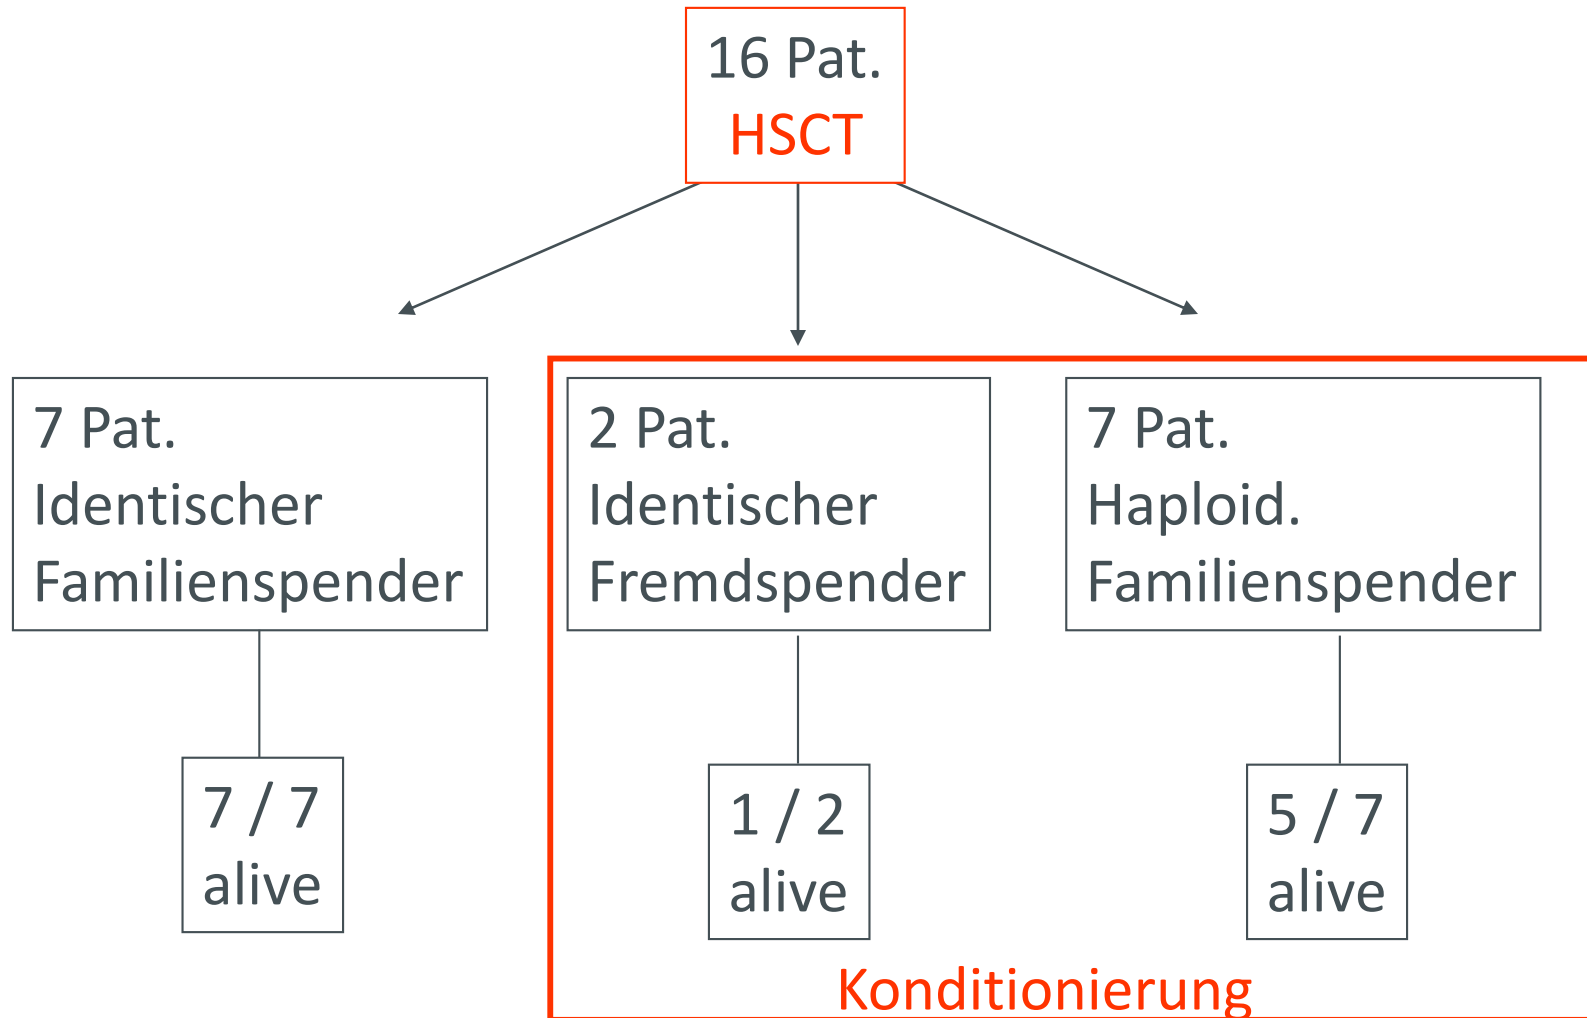 16 Pat.
HSCT
7 Pat.
Identischer
Familienspender
2 Pat.
Identischer
Fremdspender
7 Pat.
Haploid.
Familienspender
7 / 7
alive
1 / 2
alive
5 / 7
alive
Konditionierung